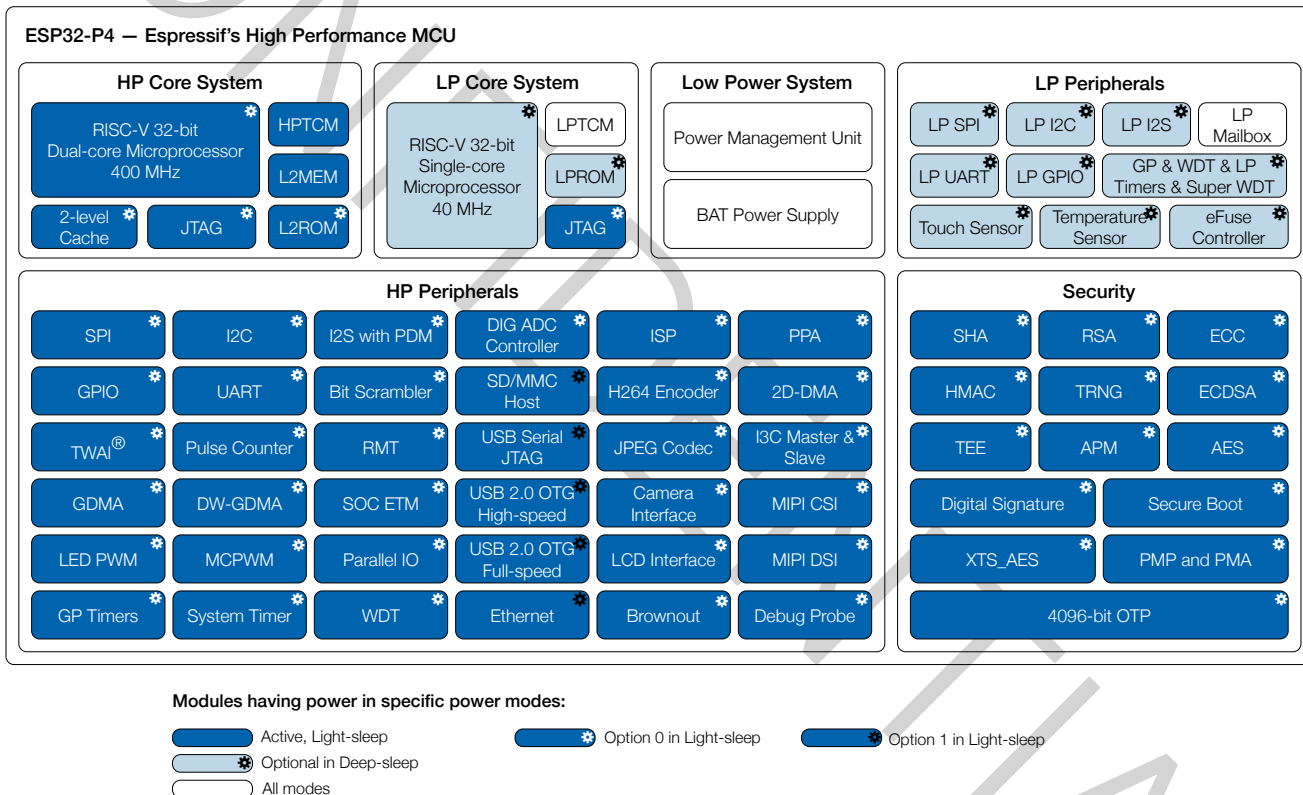 ESP32-P4 — Espressif's High Performance MCU
HP Core System
RISC-V 32-bit
Dual-core Microprocessor
400 MHz
HPTCM
L2MEM
2-level
Cache
JTAG
L2ROM
LP Core System
RISC-V 32-bit
Single-core
Microprocessor
40 MHz
LPTCM
LPROM
JTAG
Low Power System
Power Management Unit
BAT Power Supply
LP Peripherals
LP SPI
LP I2C
LP I2S
LP
Mailbox
LP UART
LP GPIO
GP & WDT & LP
Timers & Super WDT
Touch Sensor
Temperature
Sensor
eFuse
Controller
HP Peripherals
SPI
I2C
I2S with PDM
DIG ADC
Controller
ISP
PPA
GPIO
UART
Bit Scrambler
SD/MMC
Host
H264 Encoder
2D-DMA
TWAI®
Pulse Counter
RMT
USB Serial
JTAG
JPEG Codec
I3C Master &
Slave
GDMA
DW-GDMA
SOC ETM
USB 2.0 OTG
High-speed
Camera
Interface
MIPI CSI
LED PWM
MCPWM
Parallel IO
USB 2.0 OTG
Full-speed
LCD Interface
MIPI DSI
GP Timers
System Timer
WDT
Ethernet
Brownout
Debug Probe
Security
SHA
RSA
ECC
HMAC
TRNG
ECDSA
TEE
APM
AES
Digital Signature
Secure Boot
XTS_AES
PMP and PMA
4096-bit OTP
Modules having power in specific power modes:
Active, Light-sleep
Option 0 in Light-sleep
Option 1 in Light-sleep
Optional in Deep-sleep
All modes